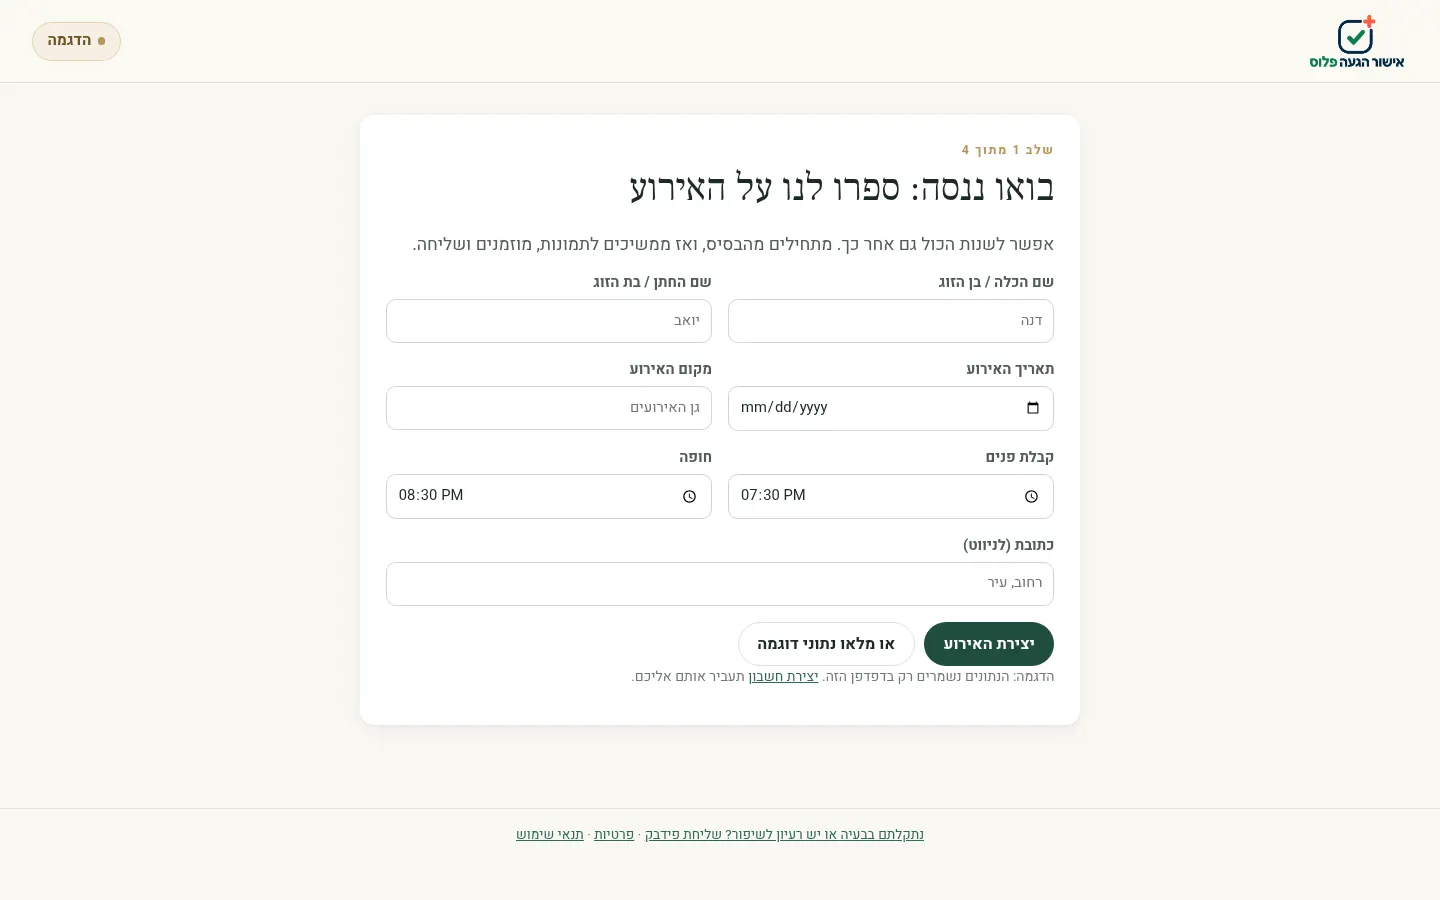 אישור הגעה פלוס
הדגמה
שלב 1 מתוך 4
בואו ננסה: ספרו לנו על האירוע
אפשר לשנות הכול גם אחר כך. מתחילים מהבסיס, ואז ממשיכים לתמונות, מוזמנים ושליחה.
שם הכלה / בן הזוג
שם החתן / בת הזוג
דנה
יואב
תאריך האירוע
מקום האירוע
mm/dd/yyyy
גן האירועים
קבלת פנים
חופה
07:30 PM
08:30 PM
כתובת (לניווט)
רחוב, עיר
יצירת האירוע
או מלאו נתוני דוגמה
הדגמה: הנתונים נשמרים רק בדפדפן הזה. יצירת חשבון תעביר אותם אליכם.
נתקלתם בבעיה או יש רעיון לשיפור? שליחת פידבק · פרטיות · תנאי שימוש